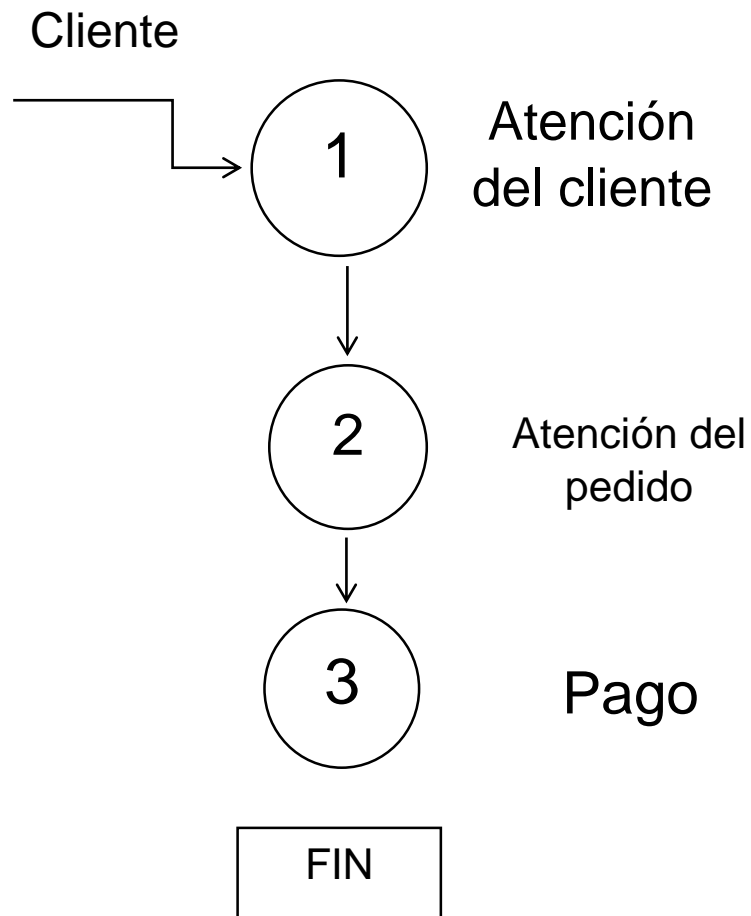 Cliente
1
Atención
del cliente
2
Atención del
pedido
3
Pago
FIN